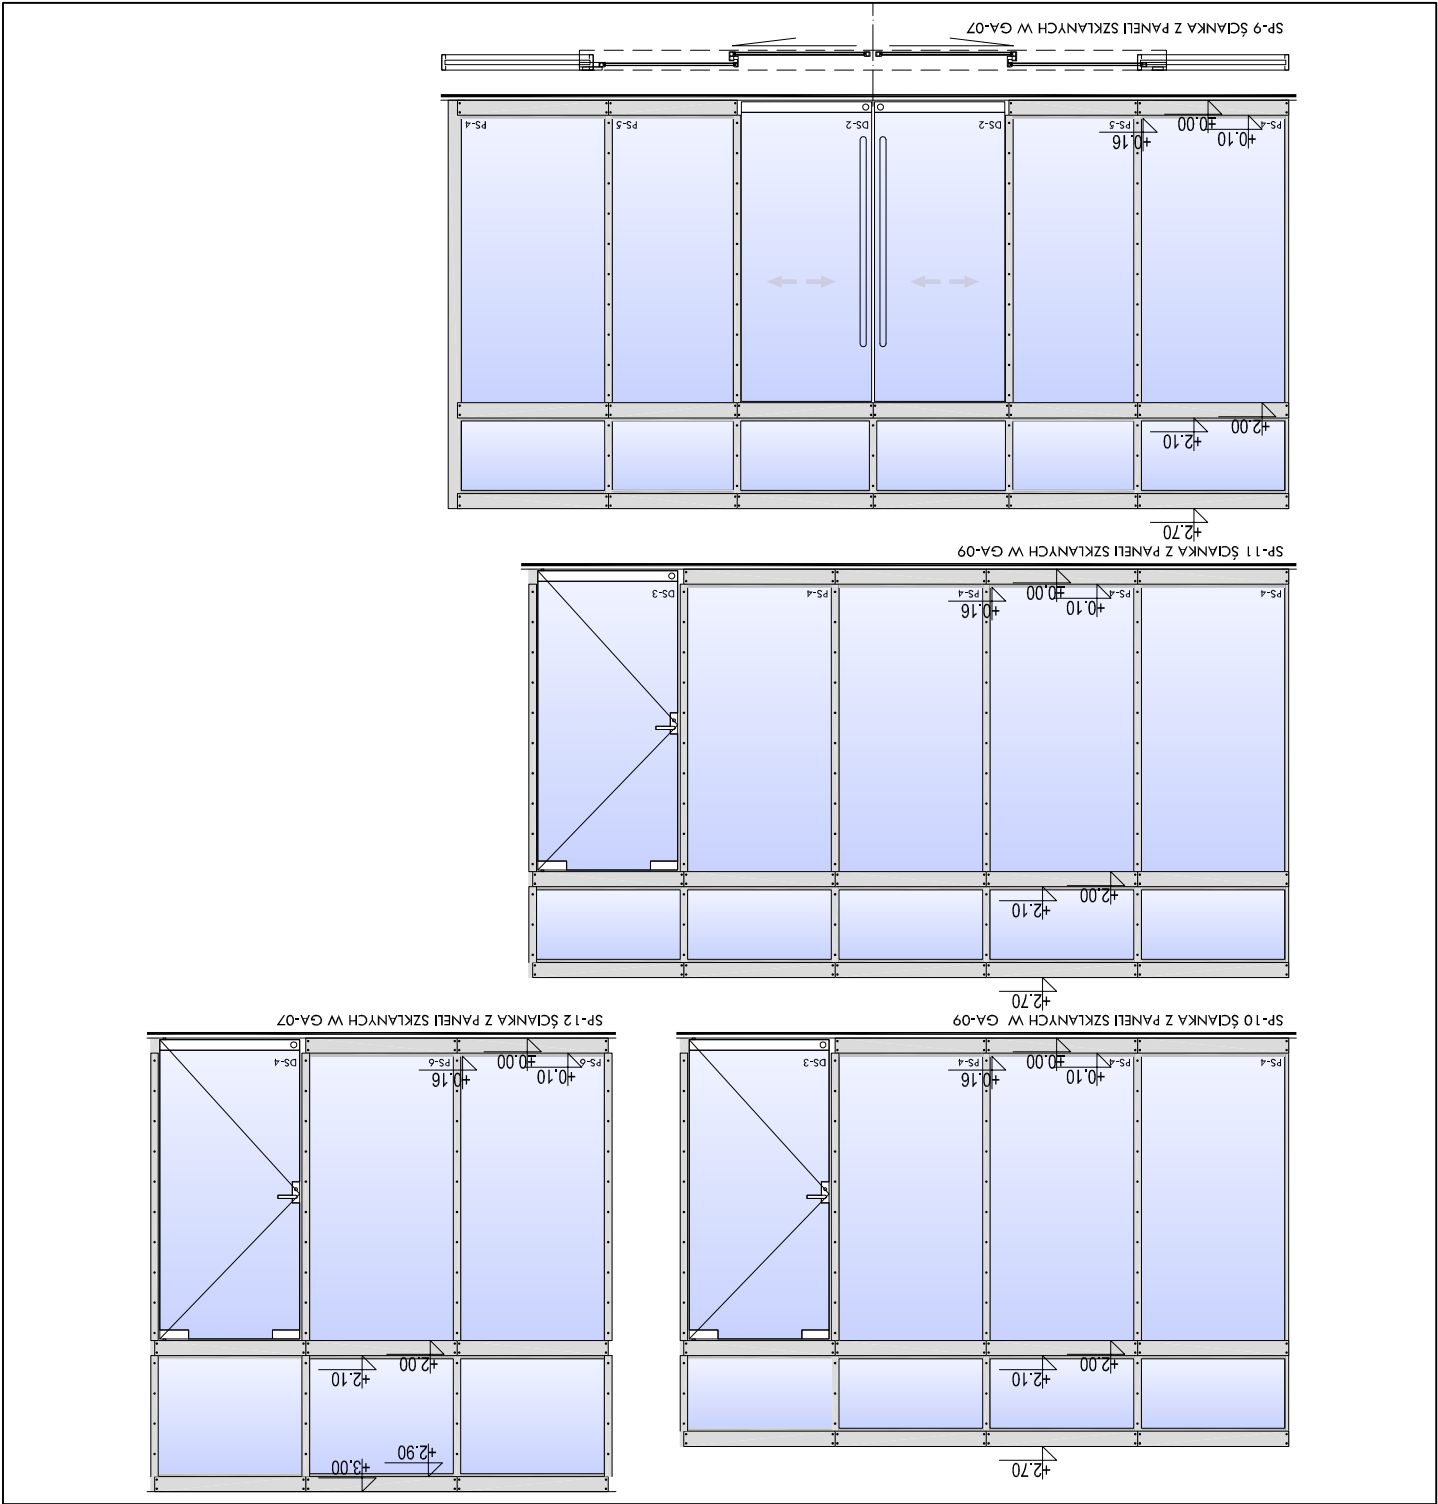 +2.70
+2.00
+2.10
PS-4
PS-4
+0.10
±0.00
+0.16
PS-4
DS-3
SP-10 ŚCIANKA Z PANELI SZKLANYCH W GA-09
+3.00
+2.90
+2.10
+2.00
PS-6
+0.10
±0.00
+0.16
PS-6
DS-4
SP-12 ŚCIANKA Z PANELI SZKLANYCH W GA-07
+2.70
+2.00
+2.10
PS-4
PS-4
+0.10
±0.00
+0.16
PS-4
PS-4
DS-3
SP-11 ŚCIANKA Z PANELI SZKLANYCH W GA-09
+2.70
+2.00
+2.10
PS-4
+0.10
±0.00
+0.16
PS-5
DS-2
DS-2
PS-5
PS-4
SP-9 ŚCIANKA Z PANELI SZKLANYCH W GA-07